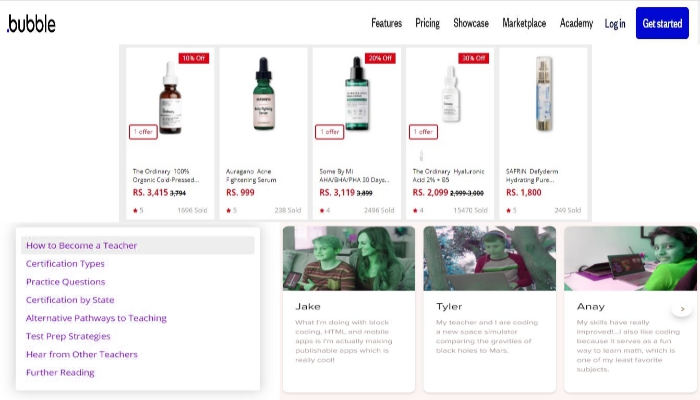 .bubble
Features Pricing Showcase Marketplace Academy Log in Get started
10% Off
20% Off
30% Off
1 offer
1 offer
1 offer
The Ordinary 100%
Organic Cold-Pressed...
RS. 3,415 3,794
★ 5 1696 Sold
Auragano Acne
Fightening Serum
RS. 999
★ 5 238 Sold
Some By Mi
AHA/BHA/PHA 30 Days...
RS. 3,119 3,899
★ 4 2498 Sold
The Ordinary Hyaluronic
Acid 2% + B5
RS. 2,099 2,999-3,000
★ 4 15470 Sold
SAFRiN Defyderm
Hydrating Pure...
RS. 1,800
★ 5 249 Sold
How to Become a Teacher
Certification Types
Practice Questions
Certification by State
Alternative Pathways to Teaching
Test Prep Strategies
Hear from Other Teachers
Further Reading
Jake
What I'm doing with block
coding, HTML and mobile
apps is I'm actually making
publishable apps which is
really cool!
Tyler
My teacher and I are coding
a new space simulator
comparing the gravities of
black holes to Mars.
Anay
My skills have really
improved!...I also like coding
because it serves as a fun
way to learn math, which is
one of my least favorite
subjects.